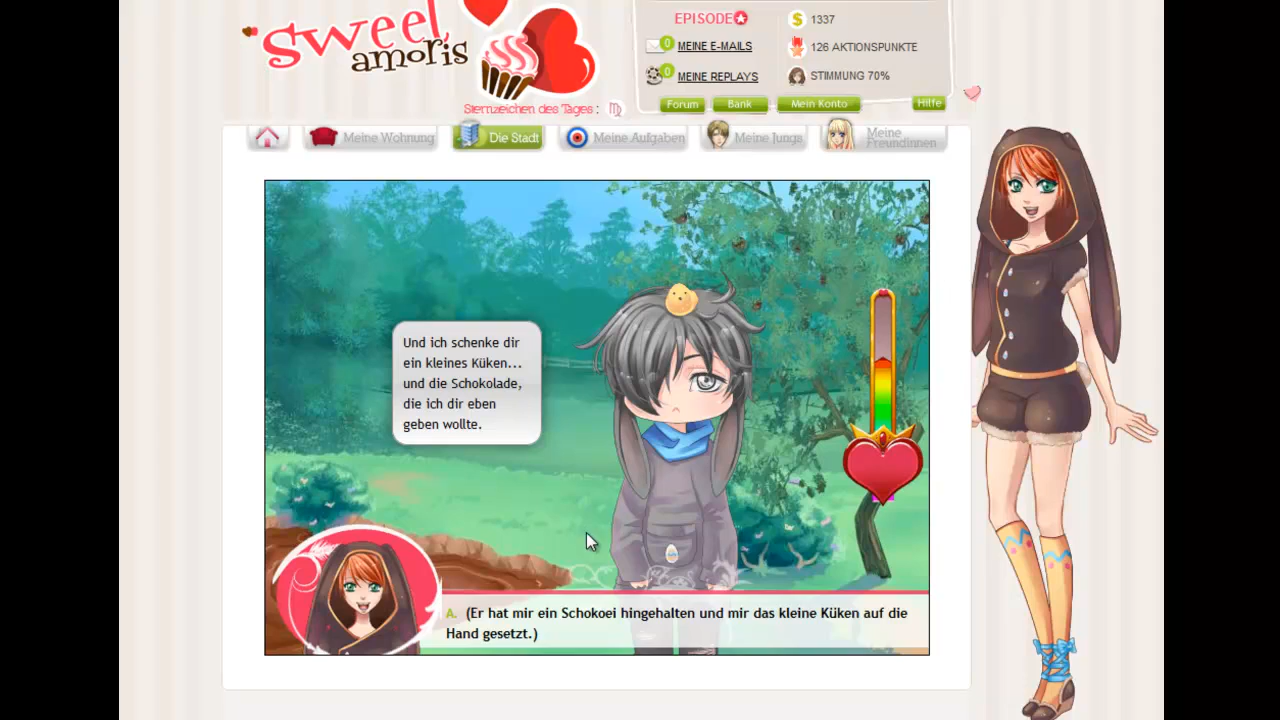 sweet
amoris
EPISODE
0 MEINE E-MAILS
0 MEINE REPLAYS
$ 1337
126 AKTIONSPUNKTE
STIMMUNG 70%
Sternzeichen des Tages : ♍
Forum Bank Mein Konto Hilfe
Meine Wohnung Die Stadt Meine Aufgaben Meine Jungs Meine
Freundinnen
Und ich schenke dir
ein kleines Küken...
und die Schokolade,
die ich dir eben
geben wollte.
A. (Er hat mir ein Schokoei hingehalten und mir das kleine Küken auf die
Hand gesetzt.)